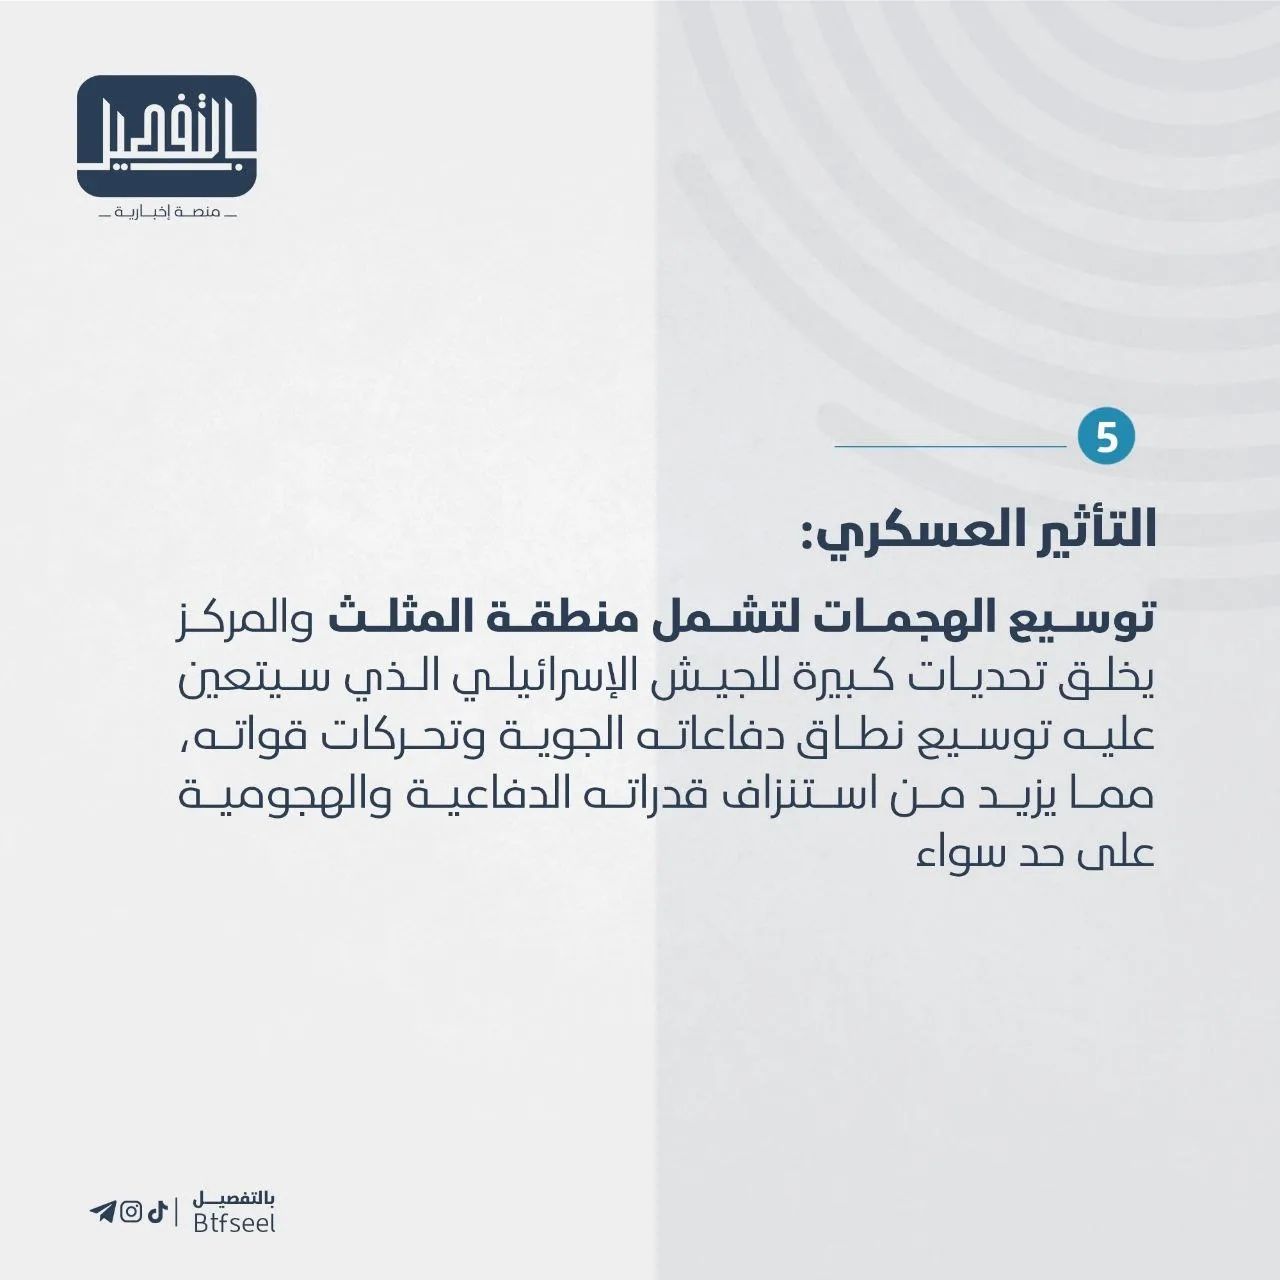 بالتفصيل
منصة إخبارية
5
التأثير العسكري:
توسيع الهجمات لتشمل منطقة المثلث والمركز
يخلق تحديات كبيرة للجيش الإسرائيلي الذي سيتعين
عليه توسيع نطاق دفاعاته الجوية وتحركات قواته،
مما يزيد من استنزاف قدراته الدفاعية والهجومية
على حد سواء
بالتفصيل
Btfseel